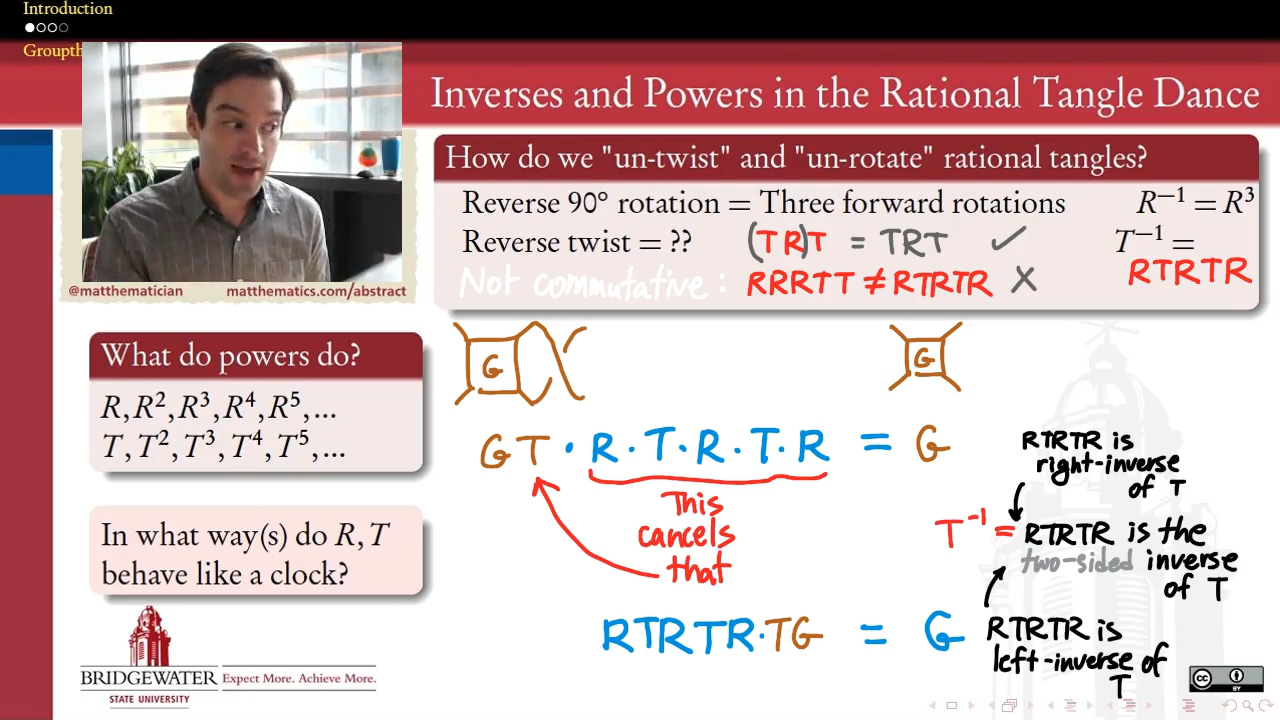 Introduction
Groupth
Inverses and Powers in the Rational Tangle Dance
How do we "un-twist" and "un-rotate" rational tangles?
Reverse 90° rotation = Three forward rotations R⁻¹ = R³
Reverse twist = ?? (TR)T = TRT ✓ T⁻¹ =
RTRTR
Not commutative: RRRTT ≠ RTRTR X
@matthematician matthematics.com/abstract
What do powers do?
R, R², R³, R⁴, R⁵, ...
T, T², T³, T⁴, T⁵, ...
In what way(s) do R, T
behave like a clock?
G
G
GT · R · T · R · T · R = G
This
cancels
that
RTRTR is
right-inverse
of T
T⁻¹ = RTRTR is the
two-sided inverse
of T
RTRTR · TG = G
RTRTR is
left-inverse of
T
BRIDGEWATER
STATE UNIVERSITY
Expect More. Achieve More.
CC BY